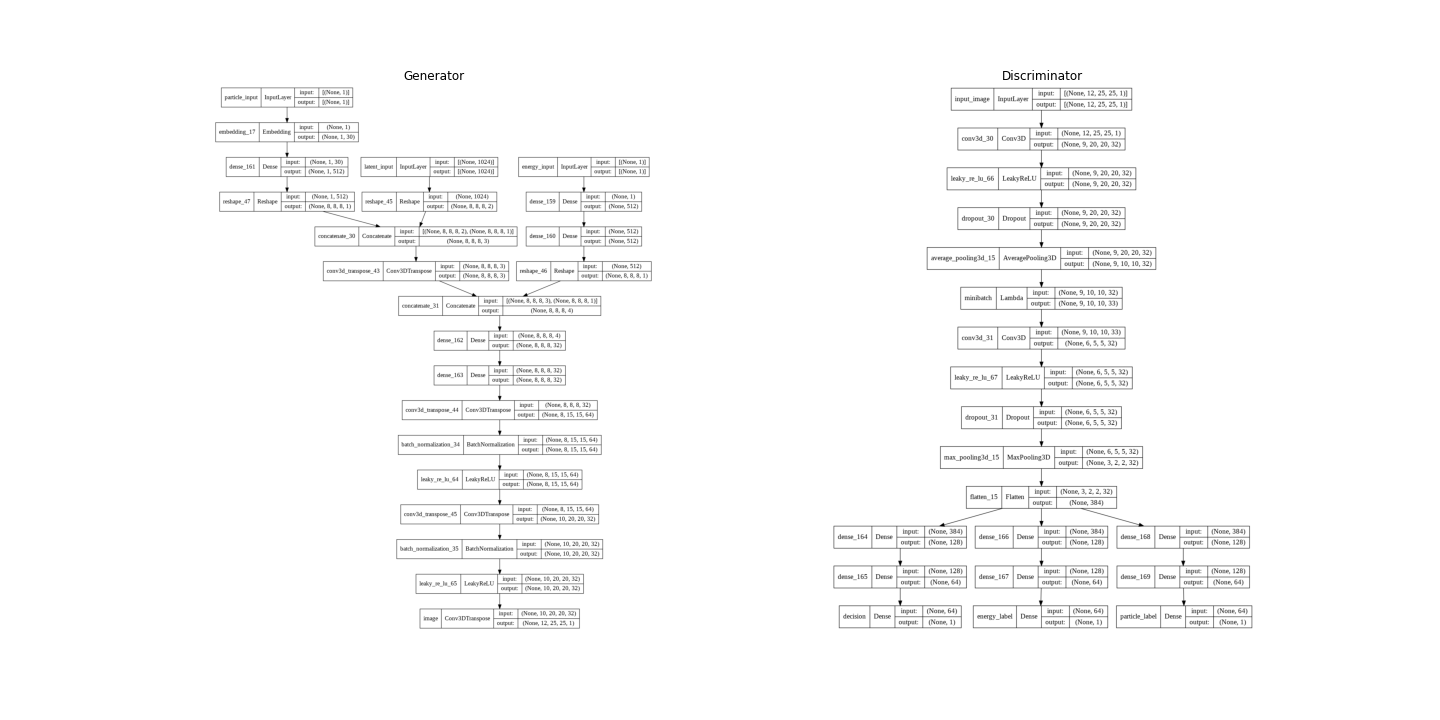 Generator
particle_input InputLayer input: [(None, 1)]
output: [(None, 1)]
embedding_17 Embedding input: (None, 1)
output: (None, 1, 30)
dense_161 Dense input: (None, 1, 30)
output: (None, 1, 512)
latent_input InputLayer input: [(None, 1024)]
output: [(None, 1024)]
energy_input InputLayer input: [(None, 1)]
output: [(None, 1)]
reshape_47 Reshape input: (None, 1, 512)
output: (None, 8, 8, 8, 1)
reshape_45 Reshape input: (None, 1024)
output: (None, 8, 8, 8, 2)
dense_159 Dense input: (None, 1)
output: (None, 512)
concatenate_30 Concatenate input: [(None, 8, 8, 8, 2), (None, 8, 8, 8, 1)]
output: (None, 8, 8, 8, 3)
dense_160 Dense input: (None, 512)
output: (None, 512)
conv3d_transpose_43 Conv3DTranspose input: (None, 8, 8, 8, 3)
output: (None, 8, 8, 8, 3)
reshape_46 Reshape input: (None, 512)
output: (None, 8, 8, 8, 1)
concatenate_31 Concatenate input: [(None, 8, 8, 8, 3), (None, 8, 8, 8, 1)]
output: (None, 8, 8, 8, 4)
dense_162 Dense input: (None, 8, 8, 8, 4)
output: (None, 8, 8, 8, 32)
dense_163 Dense input: (None, 8, 8, 8, 32)
output: (None, 8, 8, 8, 32)
conv3d_transpose_44 Conv3DTranspose input: (None, 8, 8, 8, 32)
output: (None, 8, 15, 15, 64)
batch_normalization_34 BatchNormalization input: (None, 8, 15, 15, 64)
output: (None, 8, 15, 15, 64)
leaky_re_lu_64 LeakyReLU input: (None, 8, 15, 15, 64)
output: (None, 8, 15, 15, 64)
conv3d_transpose_45 Conv3DTranspose input: (None, 8, 15, 15, 64)
output: (None, 10, 20, 20, 32)
batch_normalization_35 BatchNormalization input: (None, 10, 20, 20, 32)
output: (None, 10, 20, 20, 32)
leaky_re_lu_65 LeakyReLU input: (None, 10, 20, 20, 32)
output: (None, 10, 20, 20, 32)
image Conv3DTranspose input: (None, 10, 20, 20, 32)
output: (None, 12, 25, 25, 1)
Discriminator
input_image InputLayer input: [(None, 12, 25, 25, 1)]
output: [(None, 12, 25, 25, 1)]
conv3d_30 Conv3D input: (None, 12, 25, 25, 1)
output: (None, 9, 20, 20, 32)
leaky_re_lu_66 LeakyReLU input: (None, 9, 20, 20, 32)
output: (None, 9, 20, 20, 32)
dropout_30 Dropout input: (None, 9, 20, 20, 32)
output: (None, 9, 20, 20, 32)
average_pooling3d_15 AveragePooling3D input: (None, 9, 20, 20, 32)
output: (None, 9, 10, 10, 32)
minibatch Lambda input: (None, 9, 10, 10, 32)
output: (None, 9, 10, 10, 33)
conv3d_31 Conv3D input: (None, 9, 10, 10, 33)
output: (None, 6, 5, 5, 32)
leaky_re_lu_67 LeakyReLU input: (None, 6, 5, 5, 32)
output: (None, 6, 5, 5, 32)
dropout_31 Dropout input: (None, 6, 5, 5, 32)
output: (None, 6, 5, 5, 32)
max_pooling3d_15 MaxPooling3D input: (None, 6, 5, 5, 32)
output: (None, 3, 2, 2, 32)
flatten_15 Flatten input: (None, 3, 2, 2, 32)
output: (None, 384)
dense_164 Dense input: (None, 384)
output: (None, 128)
dense_166 Dense input: (None, 384)
output: (None, 128)
dense_168 Dense input: (None, 384)
output: (None, 128)
dense_165 Dense input: (None, 128)
output: (None, 64)
dense_167 Dense input: (None, 128)
output: (None, 64)
dense_169 Dense input: (None, 128)
output: (None, 64)
decision Dense input: (None, 64)
output: (None, 1)
energy_label Dense input: (None, 64)
output: (None, 1)
particle_label Dense input: (None, 64)
output: (None, 1)